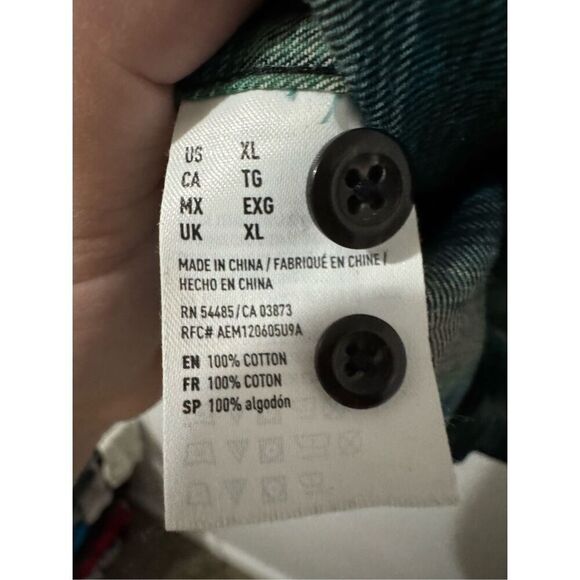 US XL
CA TG
MX EXG
UK XL
MADE IN CHINA / FABRIQUÉ EN CHINE /
HECHO EN CHINA
RN 54485 / CA 03873
RFC# AEM120605U9A
EN 100% COTTON
FR 100% COTON
SP 100% algodón